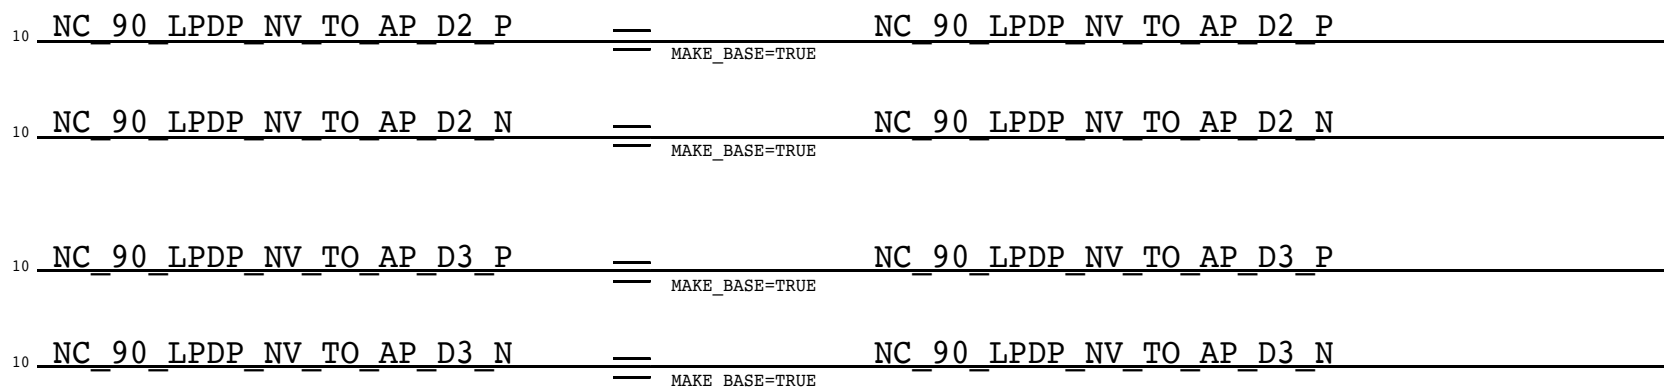 10 NC_90_LPDP_NV_TO_AP_D2_P NC_90_LPDP_NV_TO_AP_D2_P
MAKE_BASE=TRUE
10 NC_90_LPDP_NV_TO_AP_D2_N NC_90_LPDP_NV_TO_AP_D2_N
MAKE_BASE=TRUE
10 NC_90_LPDP_NV_TO_AP_D3_P NC_90_LPDP_NV_TO_AP_D3_P
MAKE_BASE=TRUE
10 NC_90_LPDP_NV_TO_AP_D3_N NC_90_LPDP_NV_TO_AP_D3_N
MAKE_BASE=TRUE